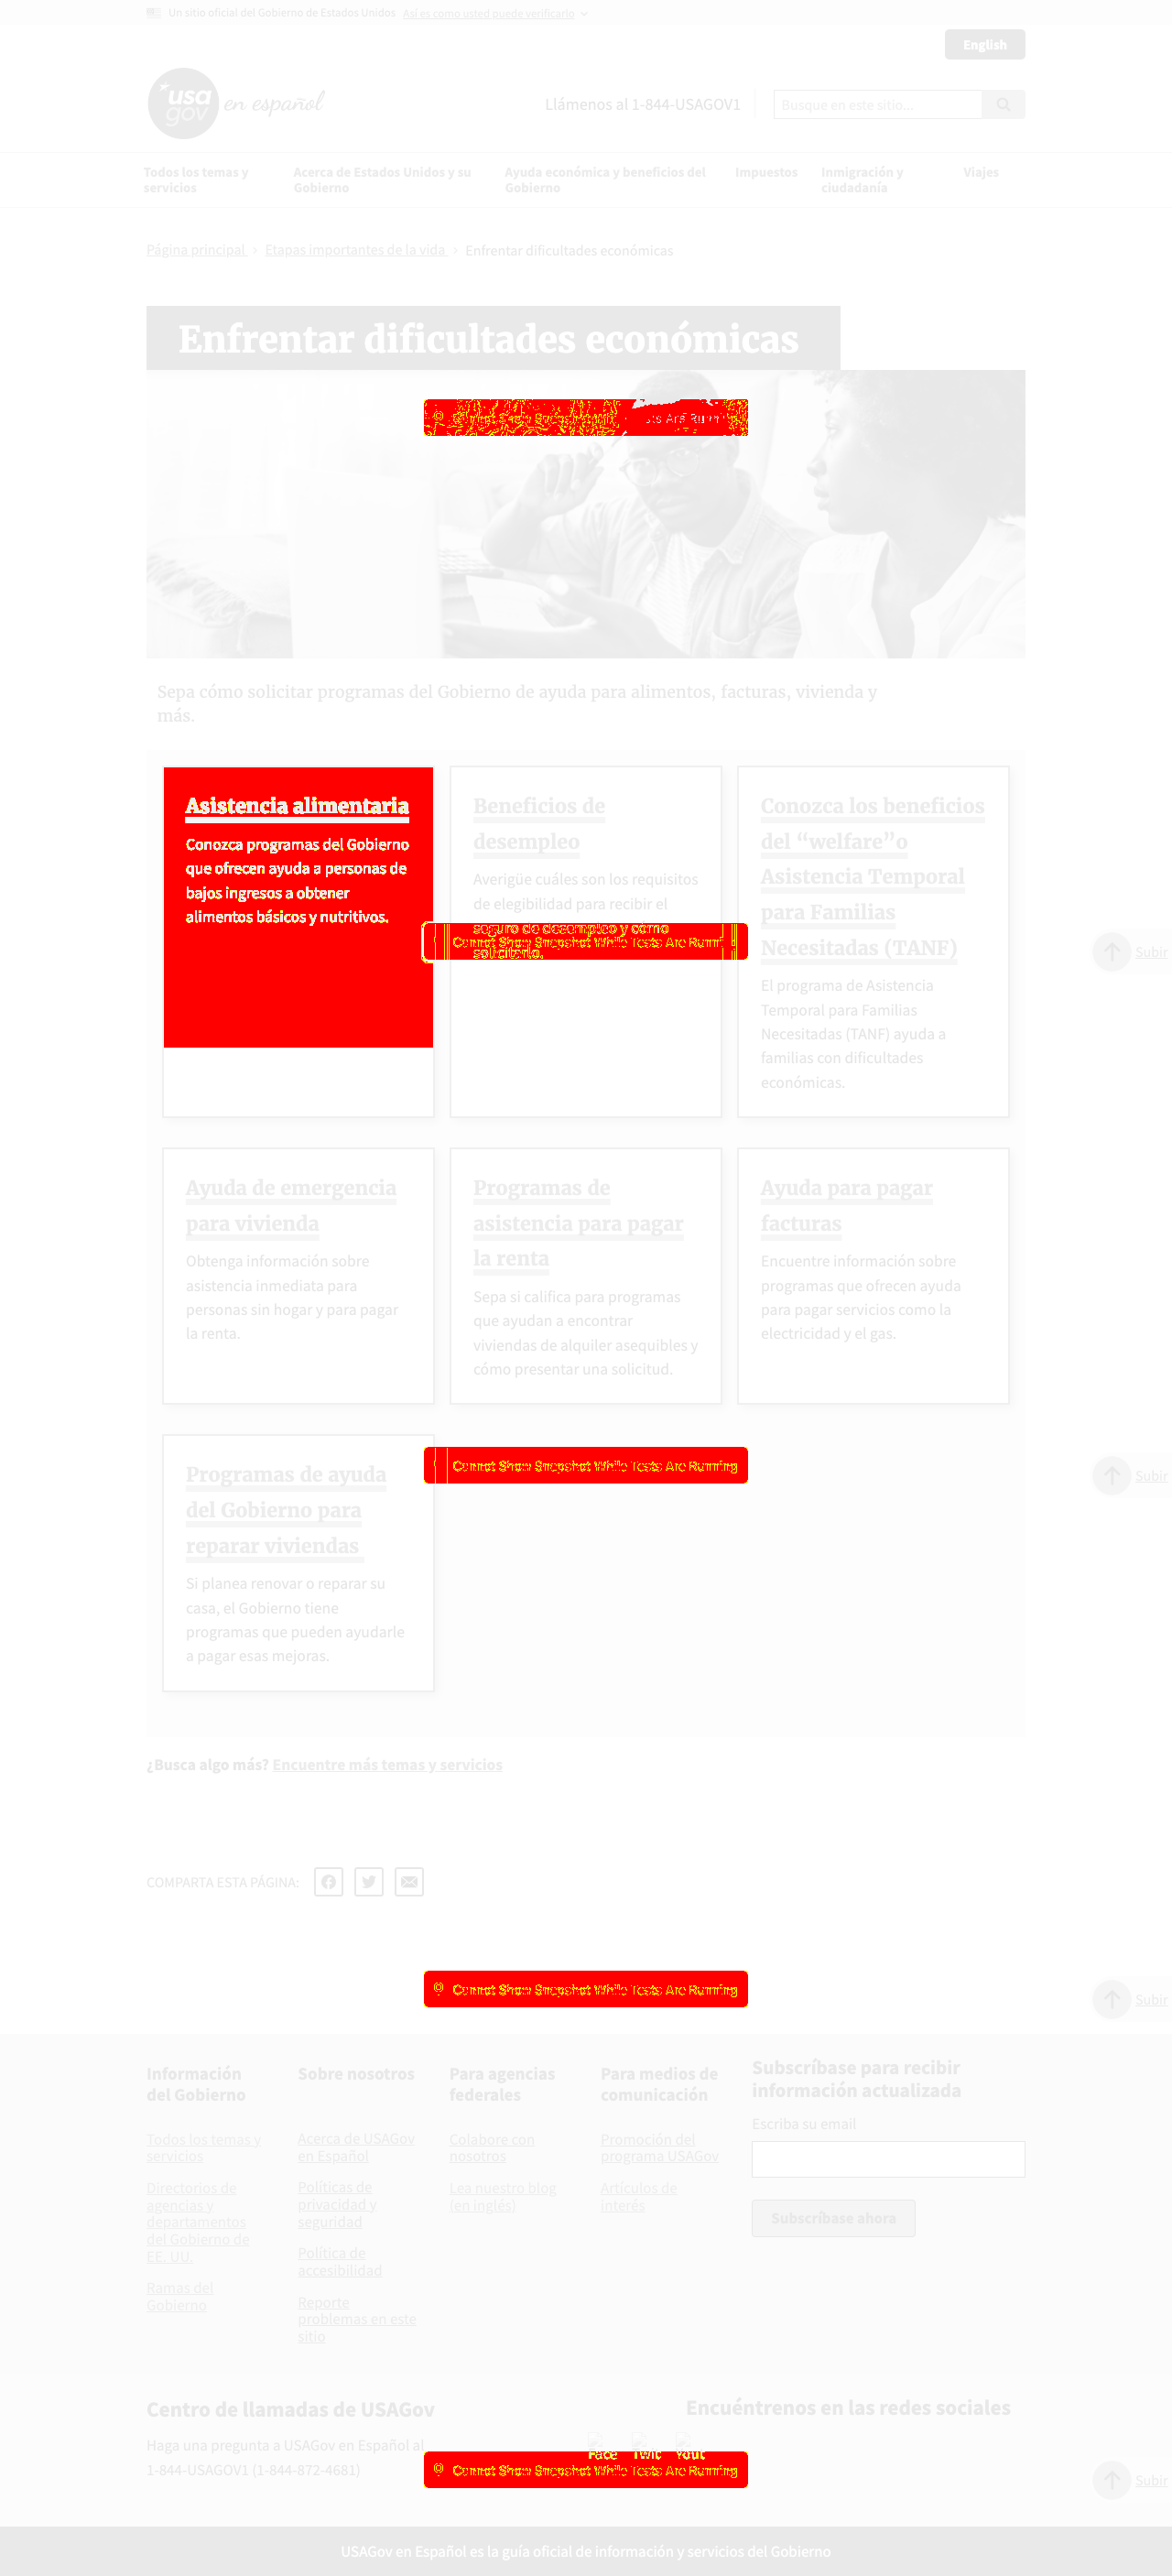 Un sitio oficial del Gobierno de Estados Unidos Así es como usted puede verificarlo
English
usa gov en español
Llámenos al 1-844-USAGOV1
Busque en este sitio...
Todos los temas y servicios
Acerca de Estados Unidos y su Gobierno
Ayuda económica y beneficios del Gobierno
Impuestos
Inmigración y ciudadanía
Viajes
Página principal › Etapas importantes de la vida › Enfrentar dificultades económicas
Enfrentar dificultades económicas
Sepa cómo solicitar programas del Gobierno de ayuda para alimentos, facturas, vivienda y
más.
Asistencia alimentaria
Conozca programas del Gobierno
que ofrecen ayuda a personas de
bajos ingresos a obtener
alimentos básicos y nutritivos.
Beneficios de
desempleo
Averigüe cuáles son los requisitos
de elegibilidad para recibir el
seguro de desempleo y cómo
solicitarlo.
Cannot Show Snapshot While Tests Are Running
Conozca los beneficios
del “welfare”o
Asistencia Temporal
para Familias
Necesitadas (TANF)
El programa de Asistencia
Temporal para Familias
Necesitadas (TANF) ayuda a
familias con dificultades
económicas.
Subir
Ayuda de emergencia
para vivienda
Obtenga información sobre
asistencia inmediata para
personas sin hogar y para pagar
la renta.
Programas de
asistencia para pagar
la renta
Sepa si califica para programas
que ayudan a encontrar
viviendas de alquiler asequibles y
cómo presentar una solicitud.
Ayuda para pagar
facturas
Encuentre información sobre
programas que ofrecen ayuda
para pagar servicios como la
electricidad y el gas.
Programas de ayuda
del Gobierno para
reparar viviendas
Si planea renovar o reparar su
casa, el Gobierno tiene
programas que pueden ayudarle
a pagar esas mejoras.
Cannot Show Snapshot While Tests Are Running
Subir
¿Busca algo más? Encuentre más temas y servicios
COMPARTA ESTA PÁGINA:
Cannot Show Snapshot While Tests Are Running
Subir
Información
del Gobierno
Todos los temas y
servicios
Directorios de
agencias y
departamentos
del Gobierno de
EE. UU.
Ramas del
Gobierno
Sobre nosotros
Acerca de USAGov
en Español
Políticas de
privacidad y
seguridad
Política de
accesibilidad
Reporte
problemas en este
sitio
Para agencias
federales
Colabore con
nosotros
Lea nuestro blog
(en inglés)
Para medios de
comunicación
Promoción del
programa USAGov
Artículos de
interés
Subscríbase para recibir
información actualizada
Escriba su email
Subscríbase ahora
Centro de llamadas de USAGov
Haga una pregunta a USAGov en Español al
1-844-USAGOV1 (1-844-872-4681)
Encuéntrenos en las redes sociales
Face Twit Yout
Cannot Show Snapshot While Tests Are Running
Subir
USAGov en Español es la guía oficial de información y servicios del Gobierno